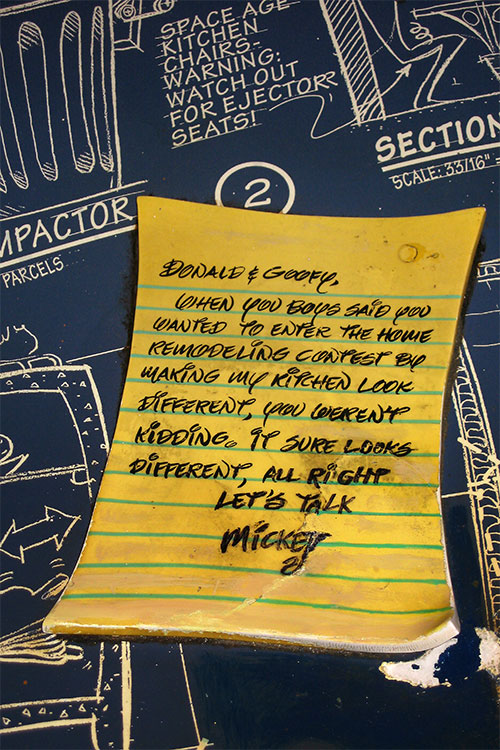 SPACE AGE
KITCHEN
CHAIRS-
WARNING:
WATCH OUT
FOR EJECTOR
SEATS!
SECTION
SCALE: 33/16"
2
MPACTOR
PARCELS
DONALD & GOOFY,
WHEN YOU BOYS SAID YOU
WANTED TO ENTER THE HOME
REMODELING CONTEST BY
MAKING MY KITCHEN LOOK
DIFFERENT, YOU WERENT
KIDDING. IT SURE LOOKS
DIFFERENT, ALL RIGHT
LET'S TALK
MICKEY